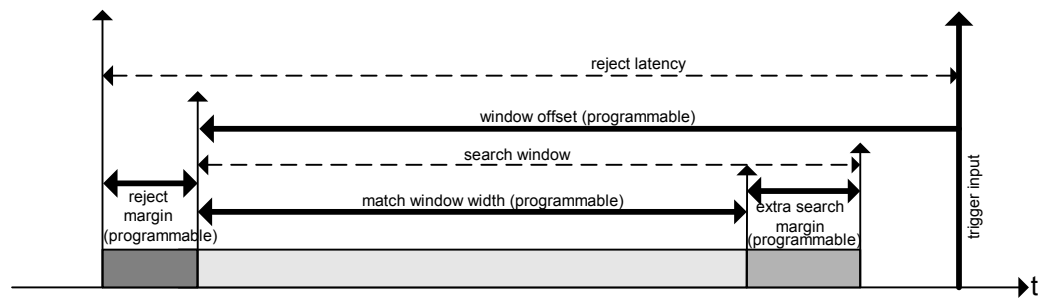 reject latency
window offset (programmable)
search window
reject
margin
(programmable)
match window width (programmable)
extra search
margin
(programmable)
trigger input
t